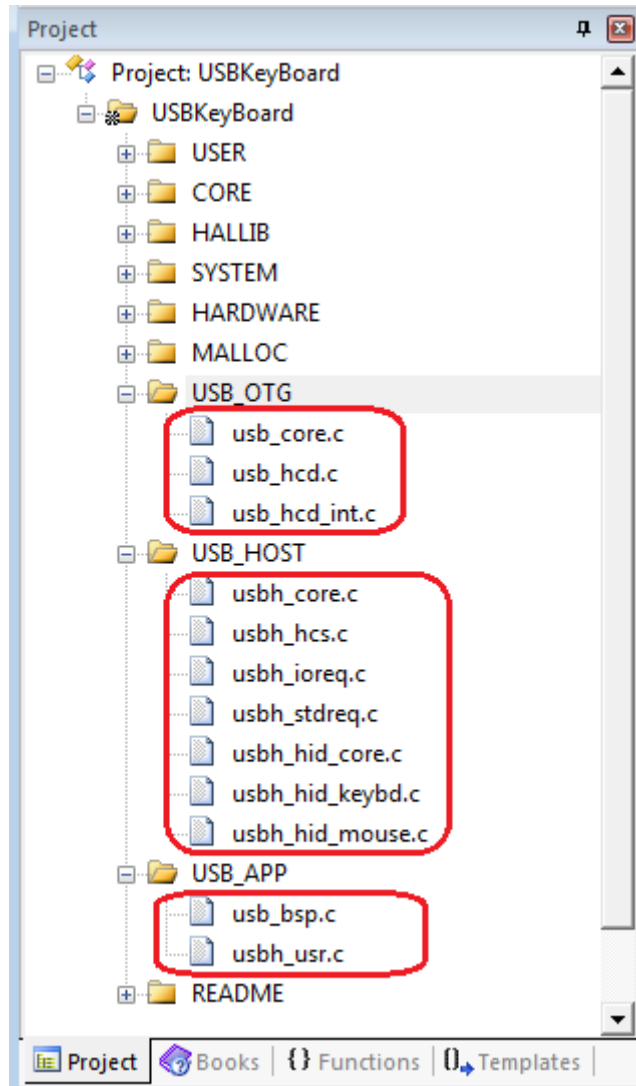 Project
Project: USBKeyBoard
USBKeyBoard
USER
CORE
HALLIB
SYSTEM
HARDWARE
MALLOC
USB_OTG
usb_core.c
usb_hcd.c
usb_hcd_int.c
USB_HOST
usbh_core.c
usbh_hcs.c
usbh_ioreq.c
usbh_stdreq.c
usbh_hid_core.c
usbh_hid_keybd.c
usbh_hid_mouse.c
USB_APP
usb_bsp.c
usbh_usr.c
README
Project Books {} Functions Templates